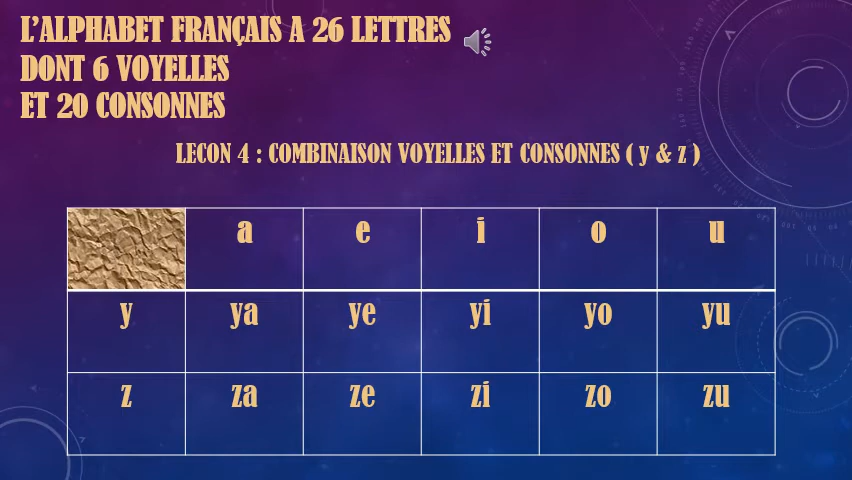 L'ALPHABET FRANÇAIS A 26 LETTRES
DONT 6 VOYELLES
ET 20 CONSONNES
LECON 4 : COMBINAISON VOYELLES ET CONSONNES ( y & z )
a e i o u
y ya ye yi yo yu
z za ze zi zo zu